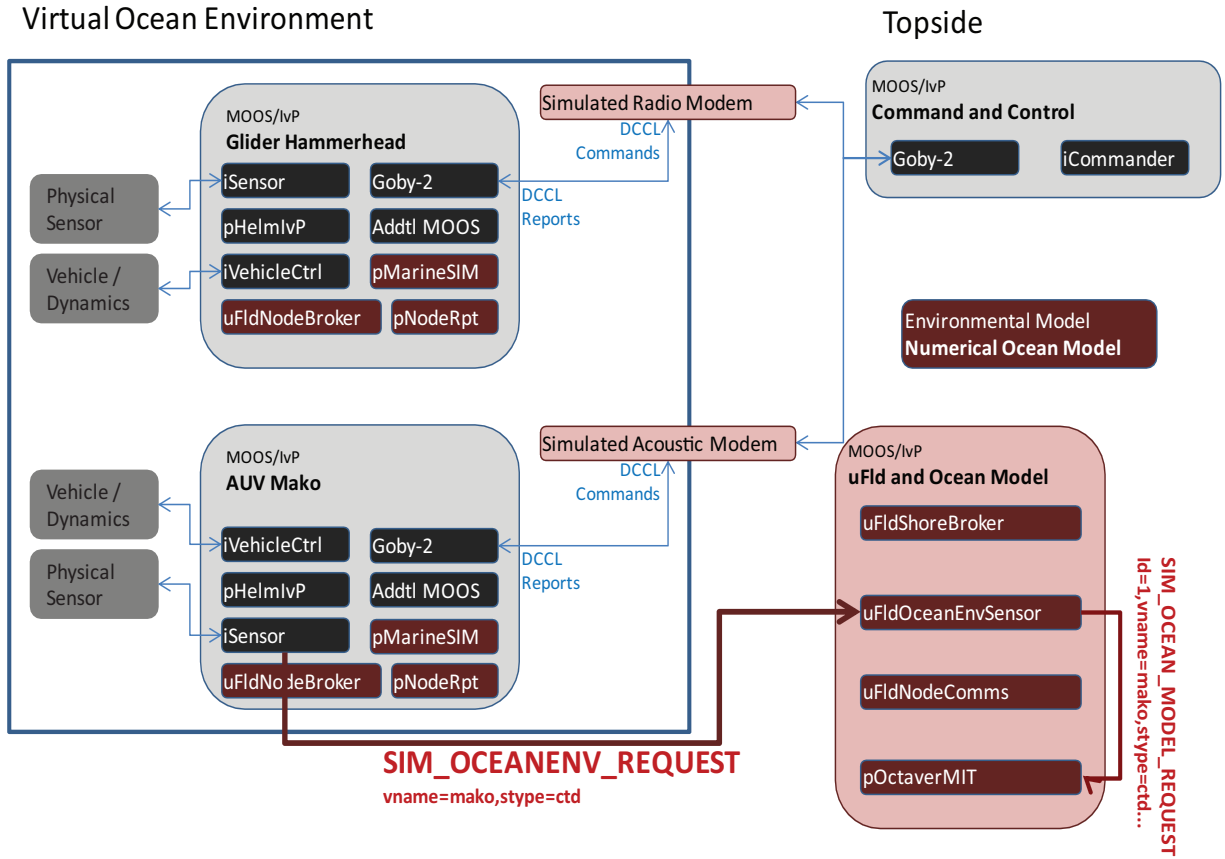 Virtual Ocean Environment
Topside
MOOS/IvP
Glider Hammerhead
iSensor
Goby-2
pHelmIvP
Addtl MOOS
iVehicleCtrl
pMarineSIM
uFldNodeBroker
pNodeRpt
Physical
Sensor
Vehicle /
Dynamics
Simulated Radio Modem
DCCL
Commands
DCCL
Reports
MOOS/IvP
Command and Control
Goby-2
iCommander
Environmental Model
Numerical Ocean Model
MOOS/IvP
AUV Mako
iVehicleCtrl
Goby-2
pHelmIvP
Addtl MOOS
iSensor
pMarineSIM
uFldNodeBroker
pNodeRpt
Vehicle /
Dynamics
Physical
Sensor
Simulated Acoustic Modem
DCCL
Commands
DCCL
Reports
MOOS/IvP
uFld and Ocean Model
uFldShoreBroker
uFldOceanEnvSensor
uFldNodeComms
pOctaverMIT
SIM_OCEANENV_REQUEST
vname=mako,stype=ctd
SIM_OCEAN_MODEL_REQUEST
Id=1,vname=mako,stype=ctd...